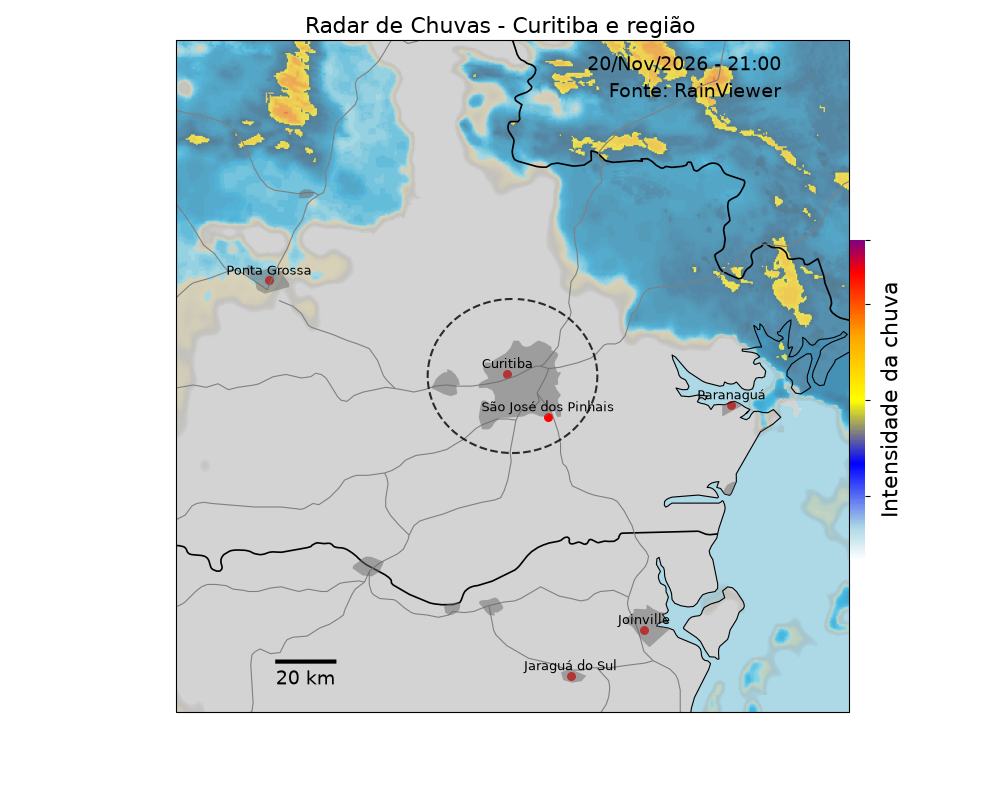 Radar de Chuvas - Curitiba e região
20/Nov/2026 - 21:00
Fonte: RainViewer
Ponta Grossa
Curitiba
São José dos Pinhais
Paranaguá
Intensidade da chuva
Joinville
Jaraguá do Sul
20 km